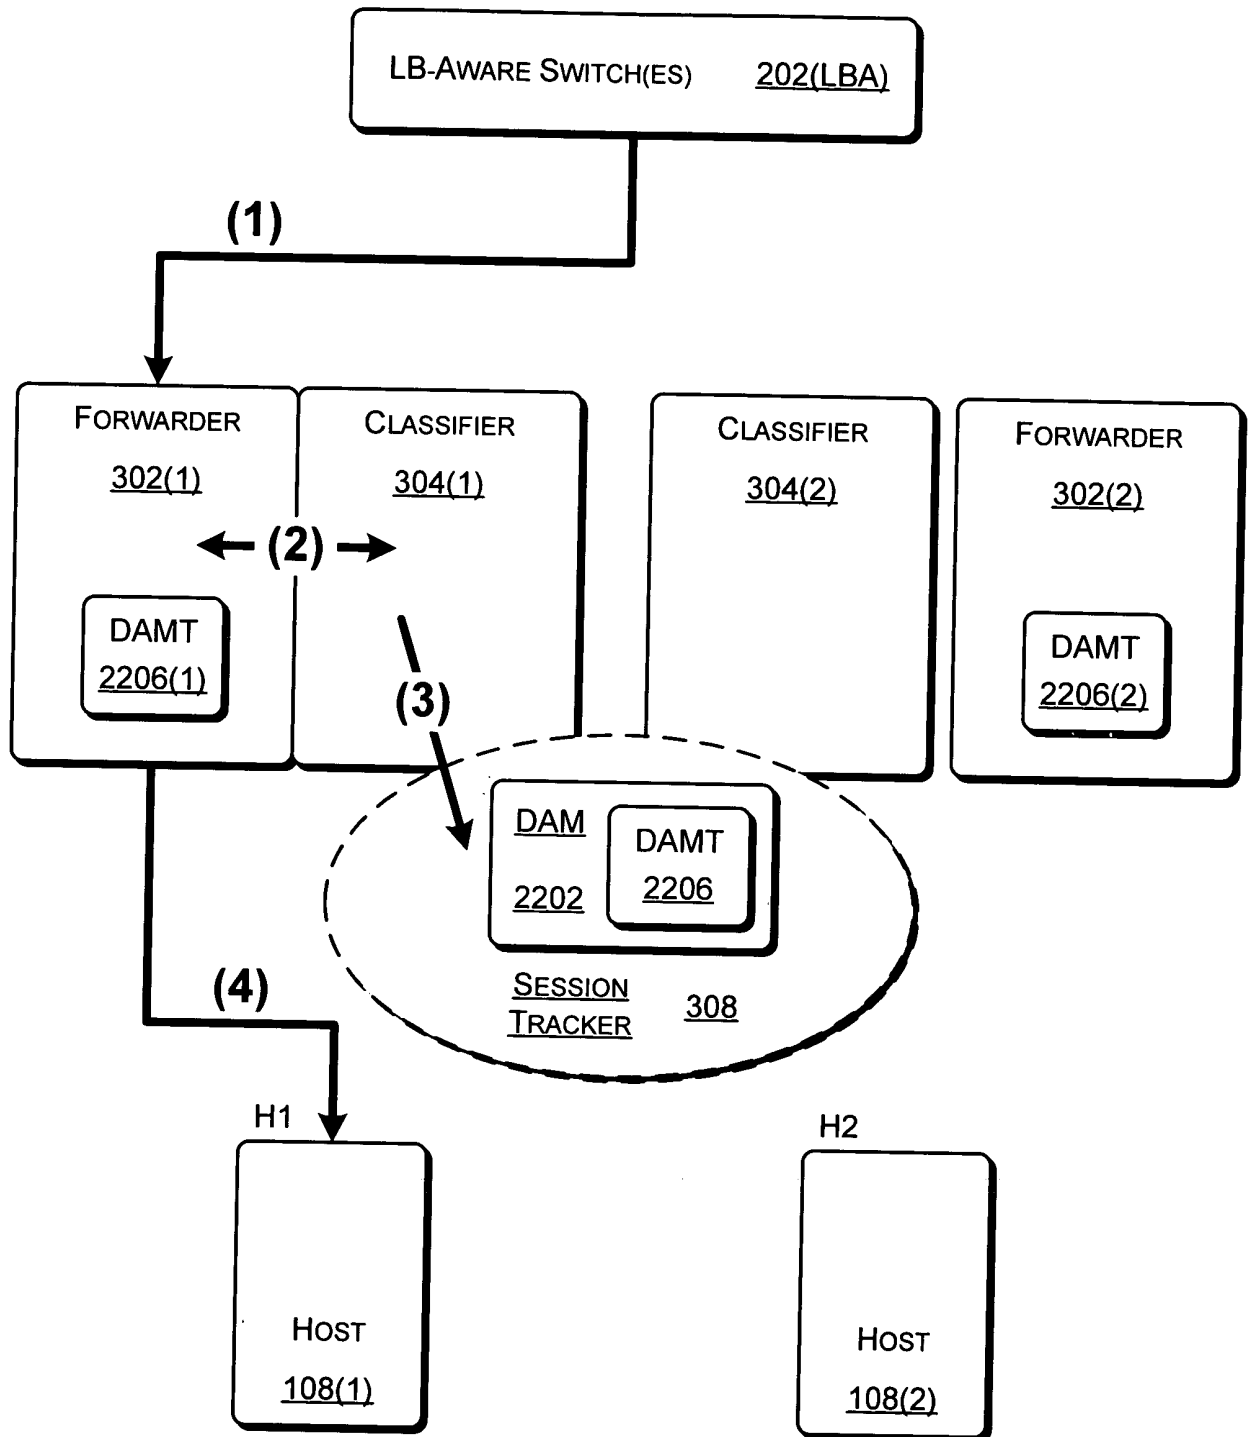 LB-AWARE SWITCH(ES) 202(LBA)
(1)
FORWARDER
302(1)
CLASSIFIER
304(1)
CLASSIFIER
304(2)
FORWARDER
302(2)
(2)
DAMT
2206(1)
DAMT
2206(2)
(3)
DAM
2202
DAMT
2206
SESSION
TRACKER
308
(4)
H1
HOST
108(1)
H2
HOST
108(2)